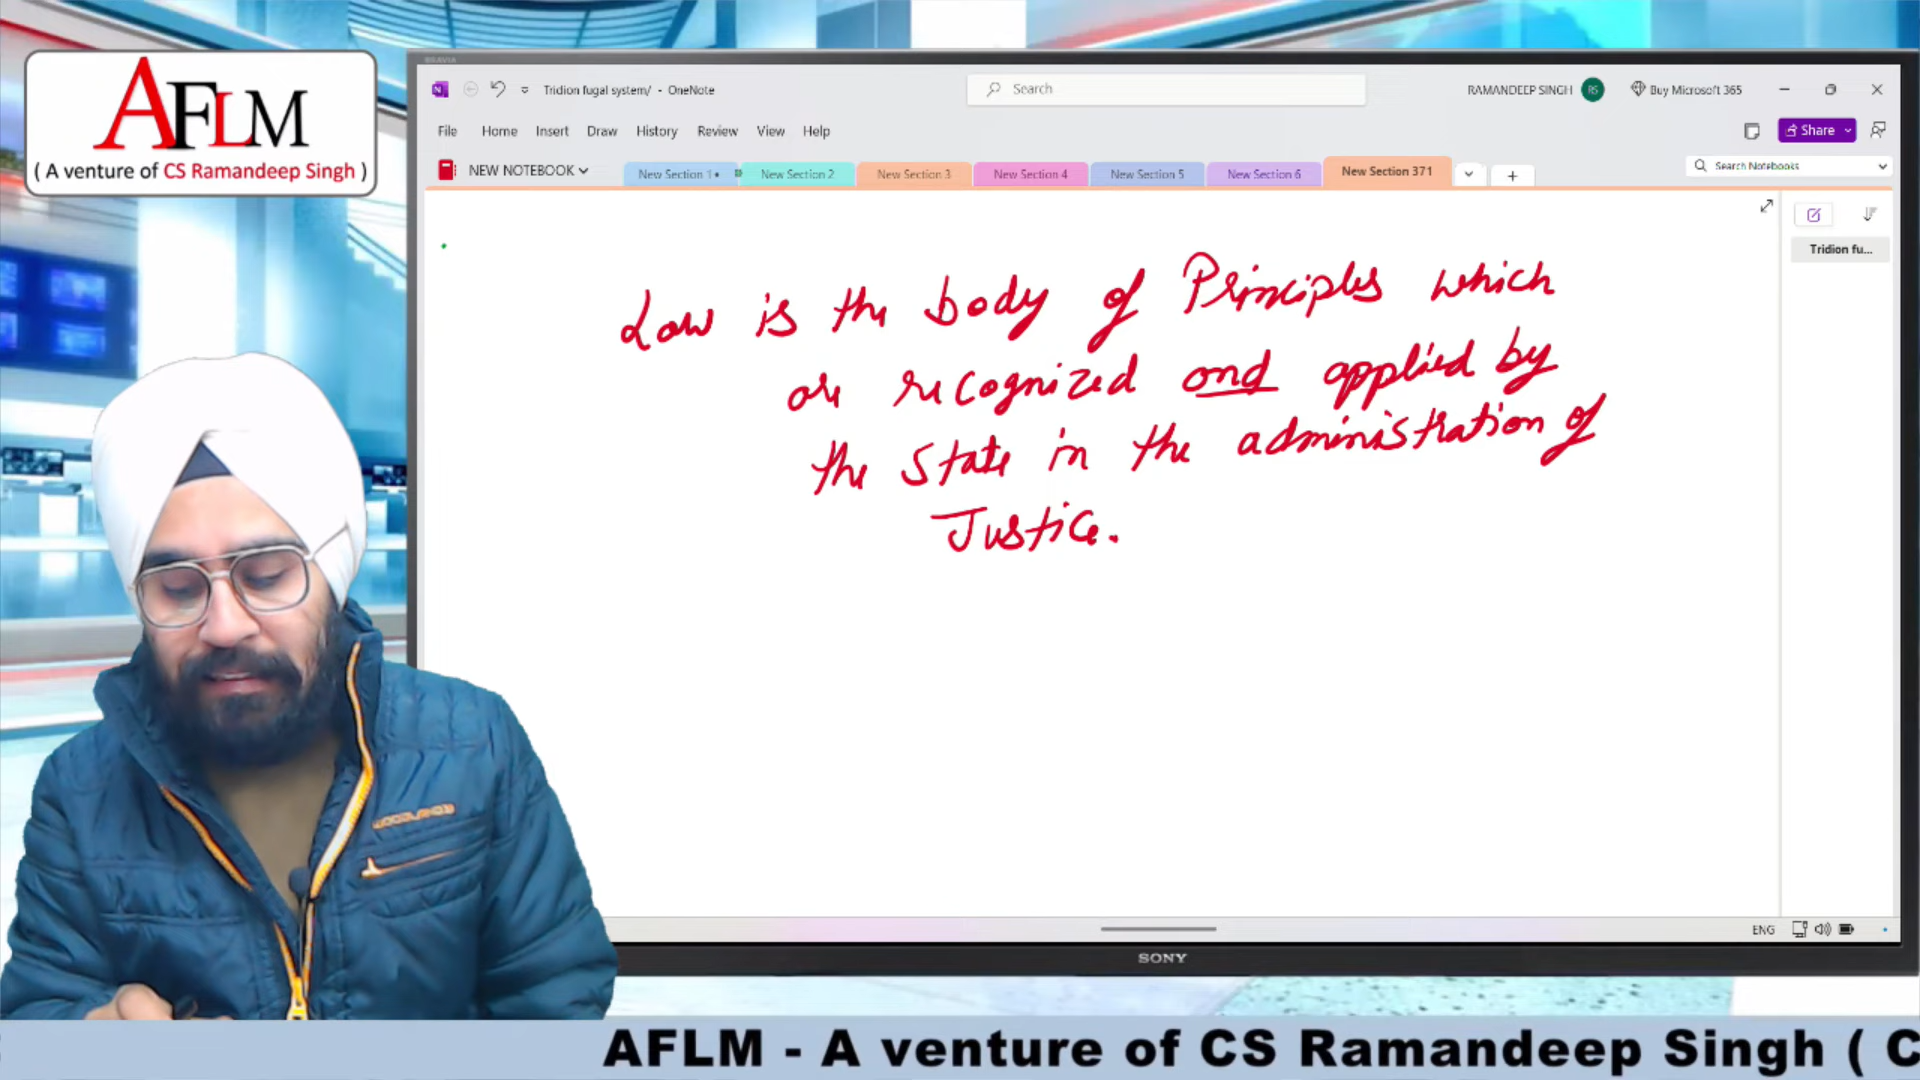 BRAVIA
AFLM
( A venture of CS Ramandeep Singh )
Tridion fugal system/ - OneNote
Search
RAMANDEEP SINGH
RS
Buy Microsoft 365
File Home Insert Draw History Review View Help
Share
NEW NOTEBOOK
New Section 1
New Section 2
New Section 3
New Section 4
New Section 5
New Section 6
New Section 371
Search Notebooks
Tridion fu...
Law is the body of Principles which
are recognized and applied by
the State in the administration of
Justice.
WOODLAND
ENG
SONY
AFLM - A venture of CS Ramandeep Singh ( C